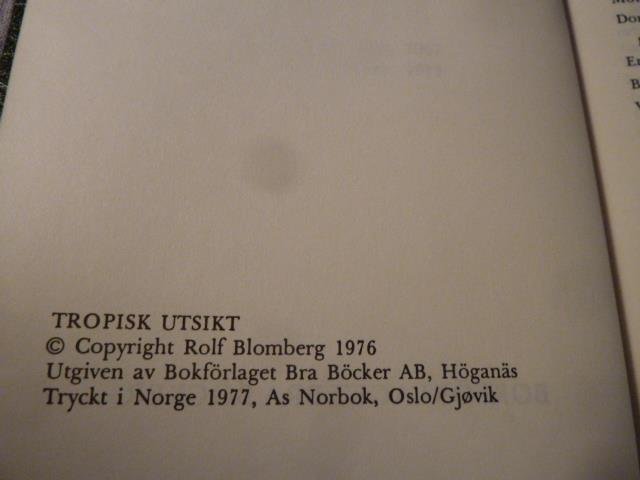 TROPISK UTSIKT
© Copyright Rolf Blomberg 1976
Utgiven av Bokförlaget Bra Böcker AB, Höganäs
Tryckt i Norge 1977, As Norbok, Oslo/Gjøvik